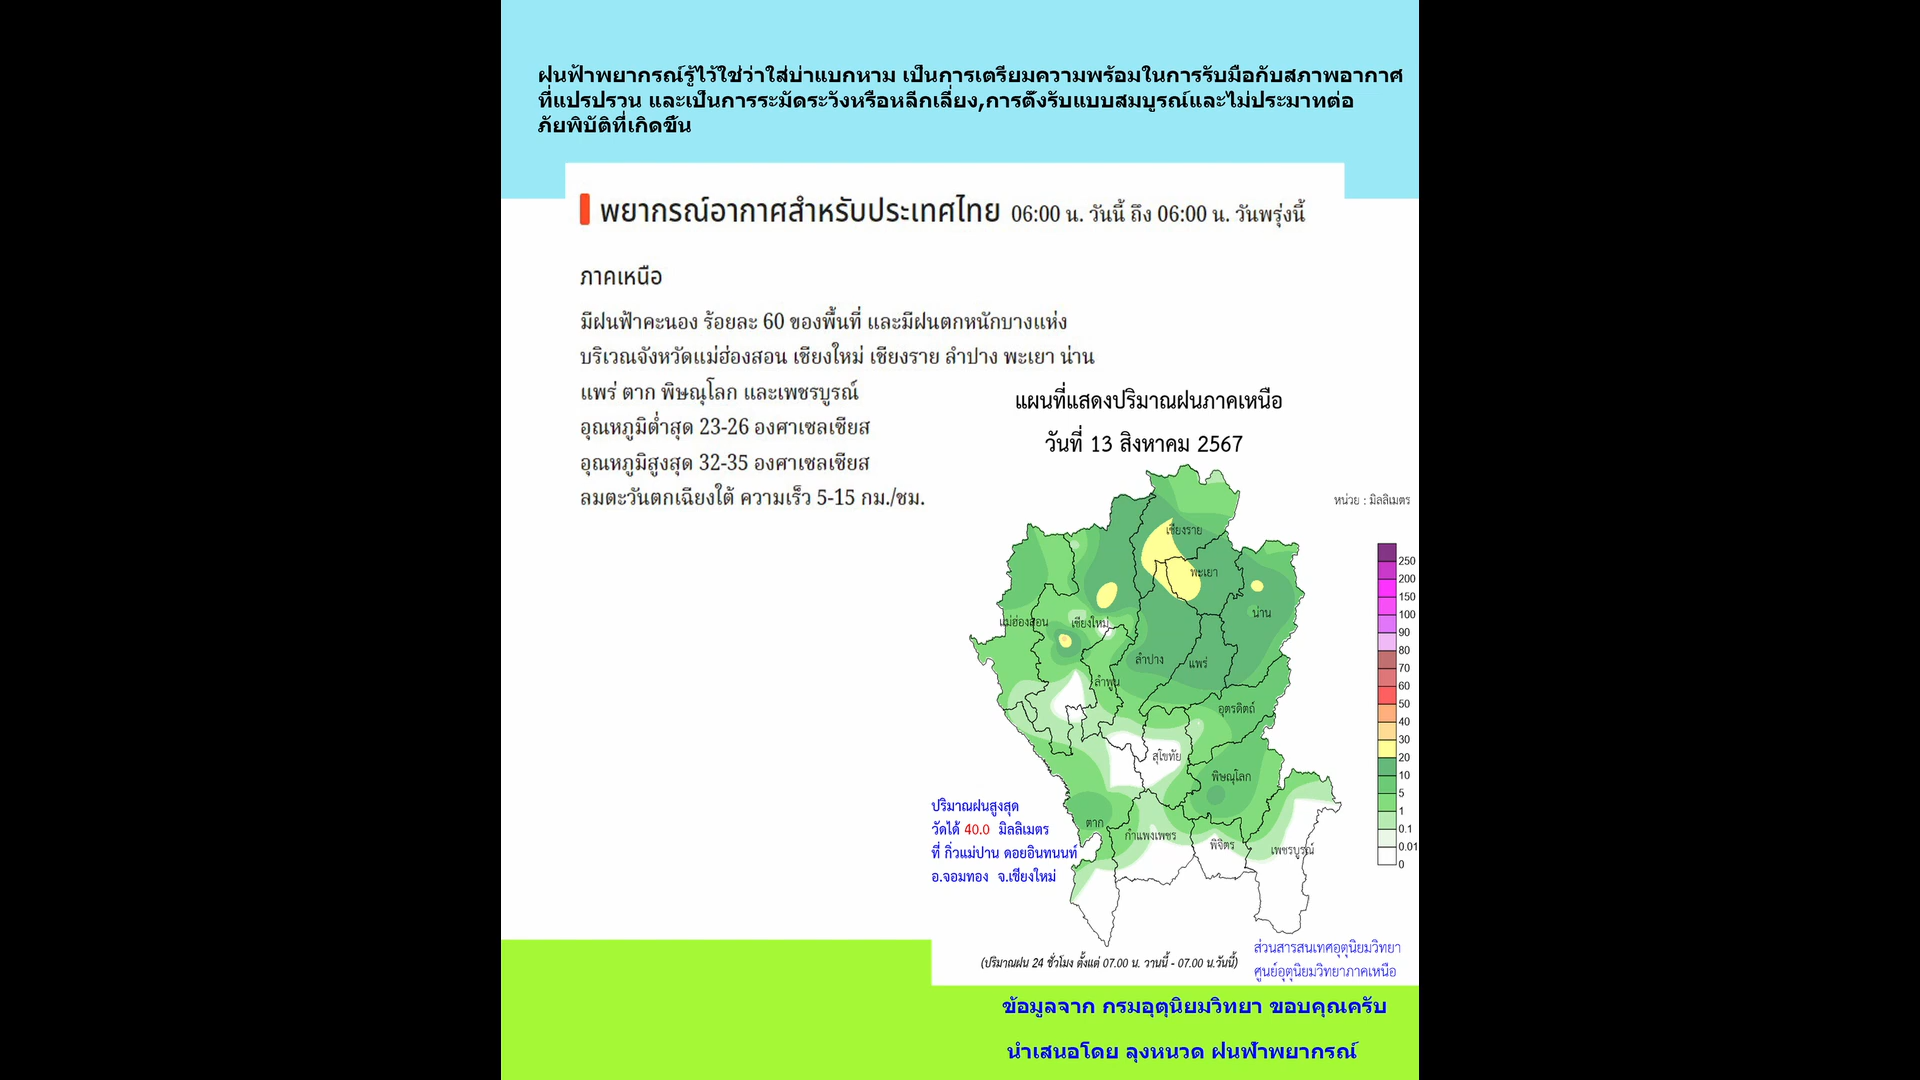 ฝนฟ้าพยากรณ์รู้ไว้ใช่ว่าใส่บ่าแบกหาม เป็นการเตรียมความพร้อมในการรับมือกับสภาพอากาศ
ที่แปรปรวน และเป็นการระมัดระวังหรือหลีกเลี่ยง,การตั้งรับแบบสมบูรณ์และไม่ประมาทต่อ
ภัยพิบัติที่เกิดขึ้น
พยากรณ์อากาศสำหรับประเทศไทย 06:00 น. วันนี้ ถึง 06:00 น. วันพรุ่งนี้
ภาคเหนือ
มีฝนฟ้าคะนอง ร้อยละ 60 ของพื้นที่ และมีฝนตกหนักบางแห่ง
บริเวณจังหวัดแม่ฮ่องสอน เชียงใหม่ เชียงราย ลำปาง พะเยา น่าน
แพร่ ตาก พิษณุโลก และเพชรบูรณ์
อุณหภูมิต่ำสุด 23-26 องศาเซลเซียส
อุณหภูมิสูงสุด 32-35 องศาเซลเซียส
ลมตะวันตกเฉียงใต้ ความเร็ว 5-15 กม./ชม.
แผนที่แสดงปริมาณฝนภาคเหนือ
วันที่ 13 สิงหาคม 2567
หน่วย : มิลลิเมตร
เชียงราย
พะเยา
น่าน
แม่ฮ่องสอน
เชียงใหม่
ลำปาง
แพร่
ลำพูน
อุตรดิตถ์
สุโขทัย
พิษณุโลก
ตาก
กำแพงเพชร
พิจิตร
เพชรบูรณ์
250
200
150
100
90
80
70
60
50
40
30
20
10
5
1
0.1
0.01
0
ปริมาณฝนสูงสุด
วัดได้ 40.0 มิลลิเมตร
ที่ กิ่วแม่ปาน ดอยอินทนนท์
อ.จอมทอง จ.เชียงใหม่
(ปริมาณฝน 24 ชั่วโมง ตั้งแต่ 07.00 น. วานนี้ - 07.00 น.วันนี้)
ส่วนสารสนเทศอุตุนิยมวิทยา
ศูนย์อุตุนิยมวิทยาภาคเหนือ
ข้อมูลจาก กรมอุตุนิยมวิทยา ขอบคุณครับ
นำเสนอโดย ลุงหนวด ฝนฟ้าพยากรณ์